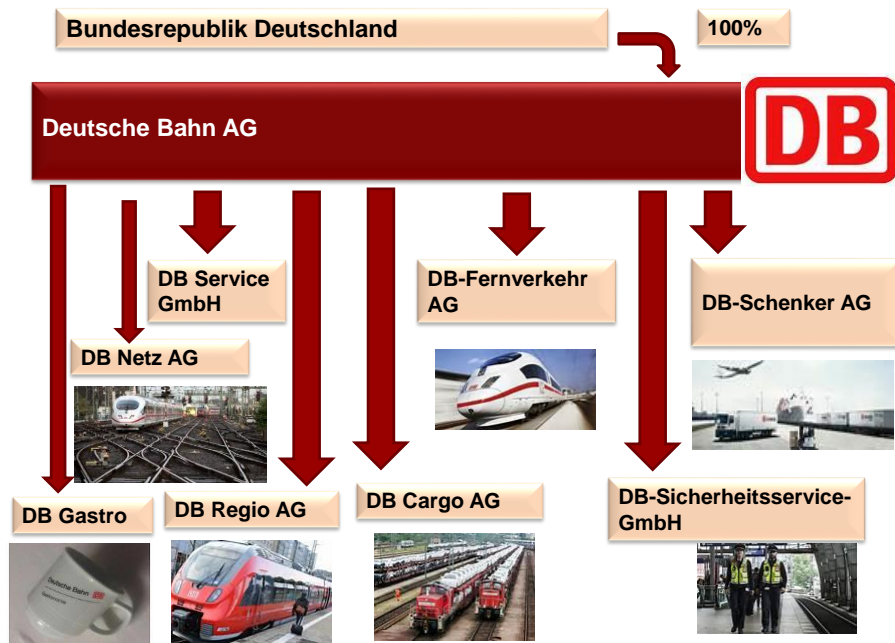 Bundesrepublik Deutschland
100%
Deutsche Bahn AG
DB
DB Service
GmbH
DB-Fernverkehr
AG
DB-Schenker AG
DB Netz AG
DB Gastro
DB Regio AG
DB Cargo AG
DB-Sicherheitsservice-
GmbH
Deutsche Bahn